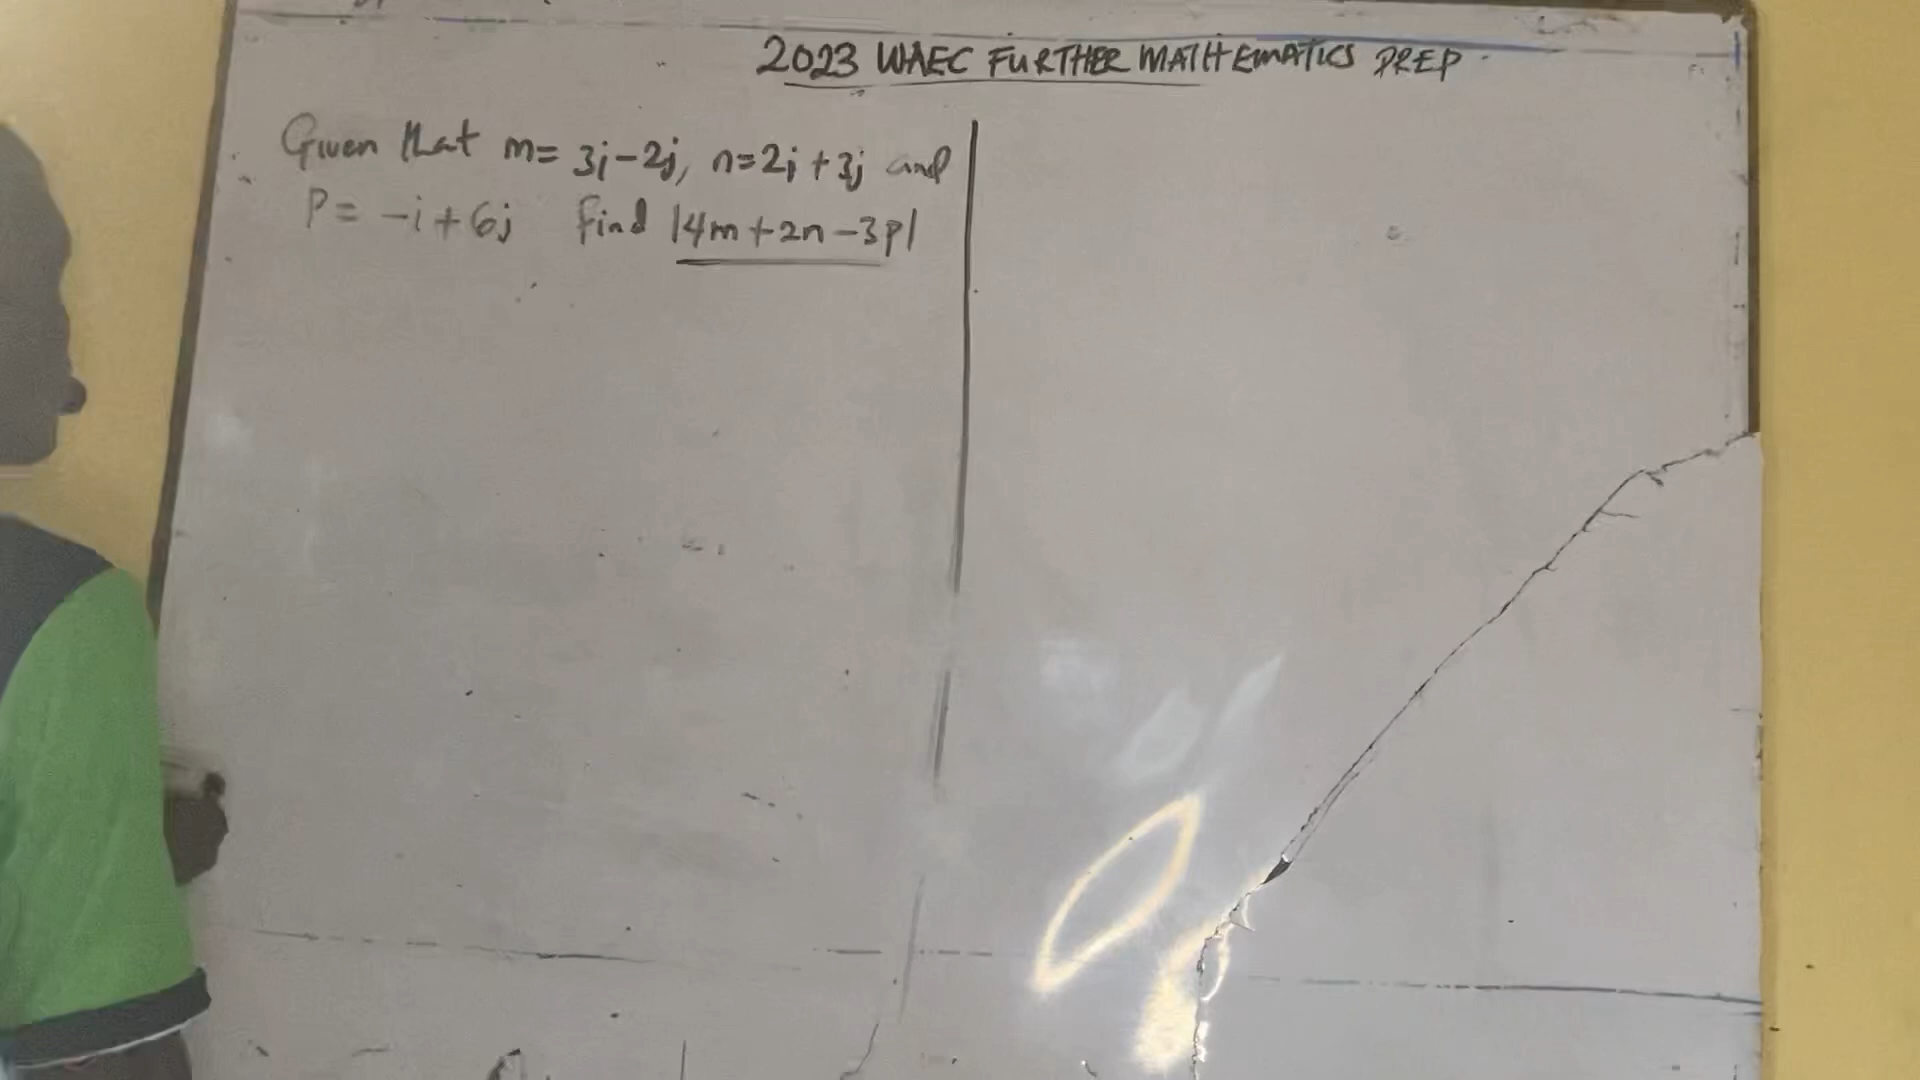 2023 WAEC FURTHER MATHEMATICS PREP
Given that m= 3i-2j, n=2i+3j and
P= -i+6j find |4m+2n-3p|